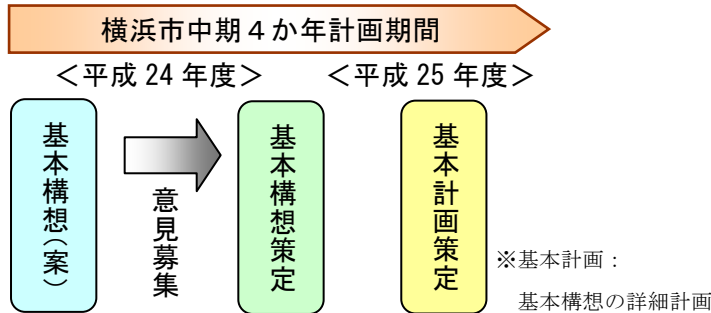 横浜市中期４か年計画期間
＜平成 24 年度＞
＜平成 25 年度＞
基本構想（案）
意見募集
基本構想策定
基本計画策定
※基本計画：
基本構想の詳細計画